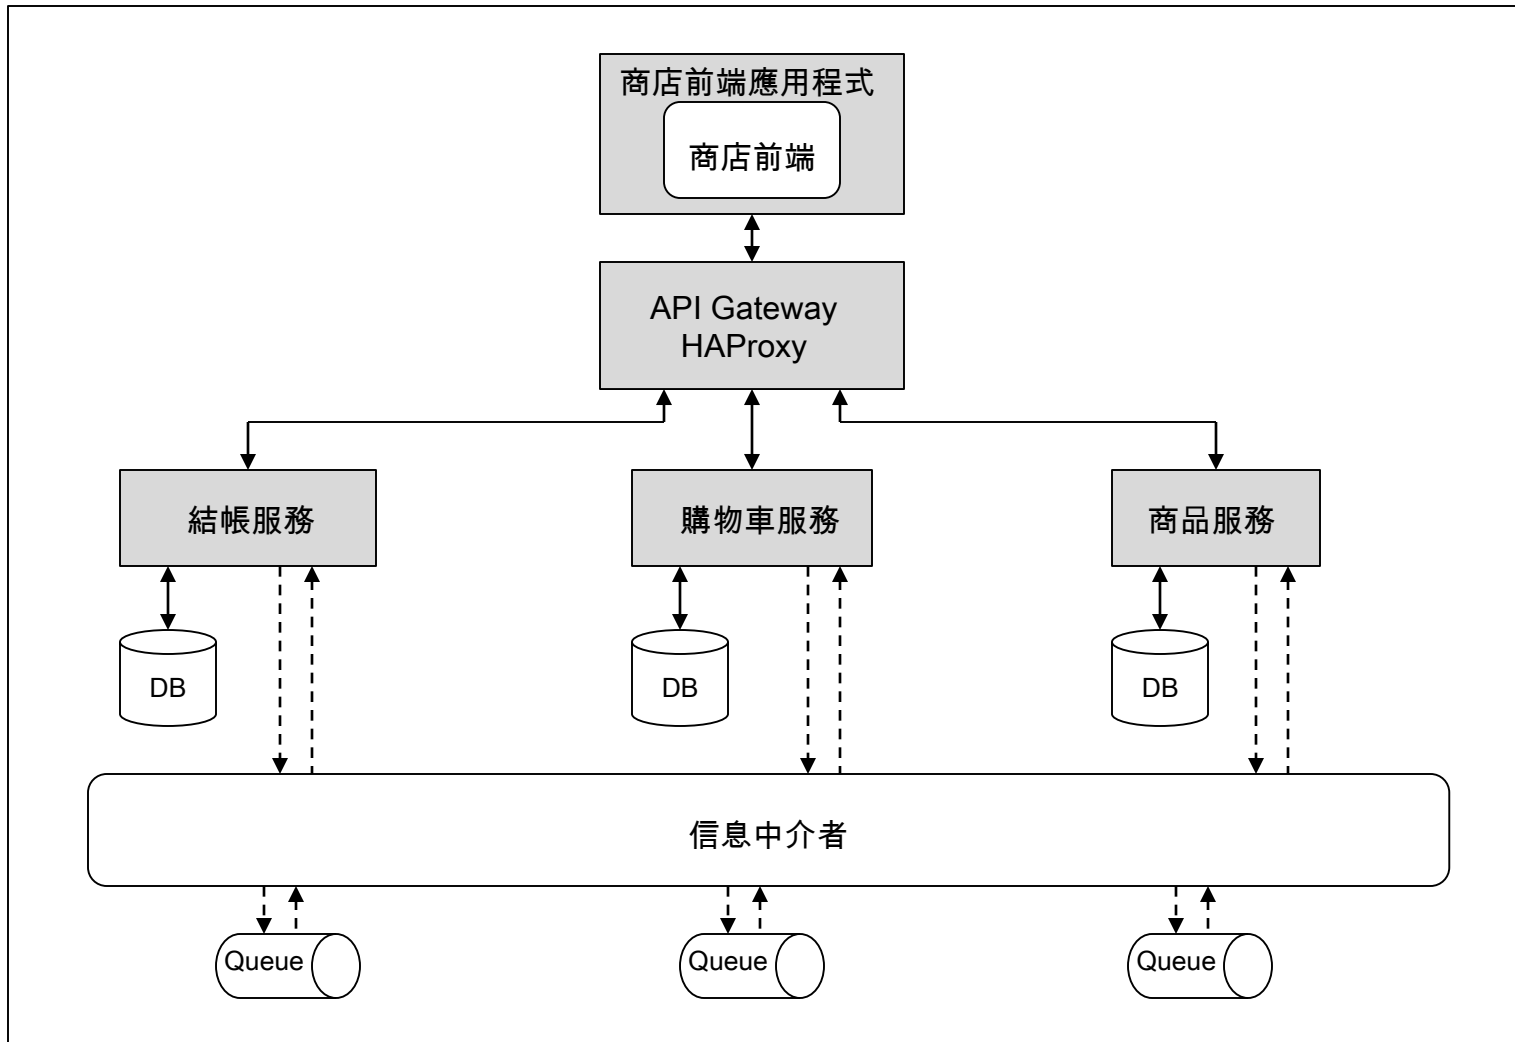 商店前端應用程式
商店前端
API Gateway
HAProxy
結帳服務
購物車服務
商品服務
DB
DB
DB
信息中介者
Queue
Queue
Queue